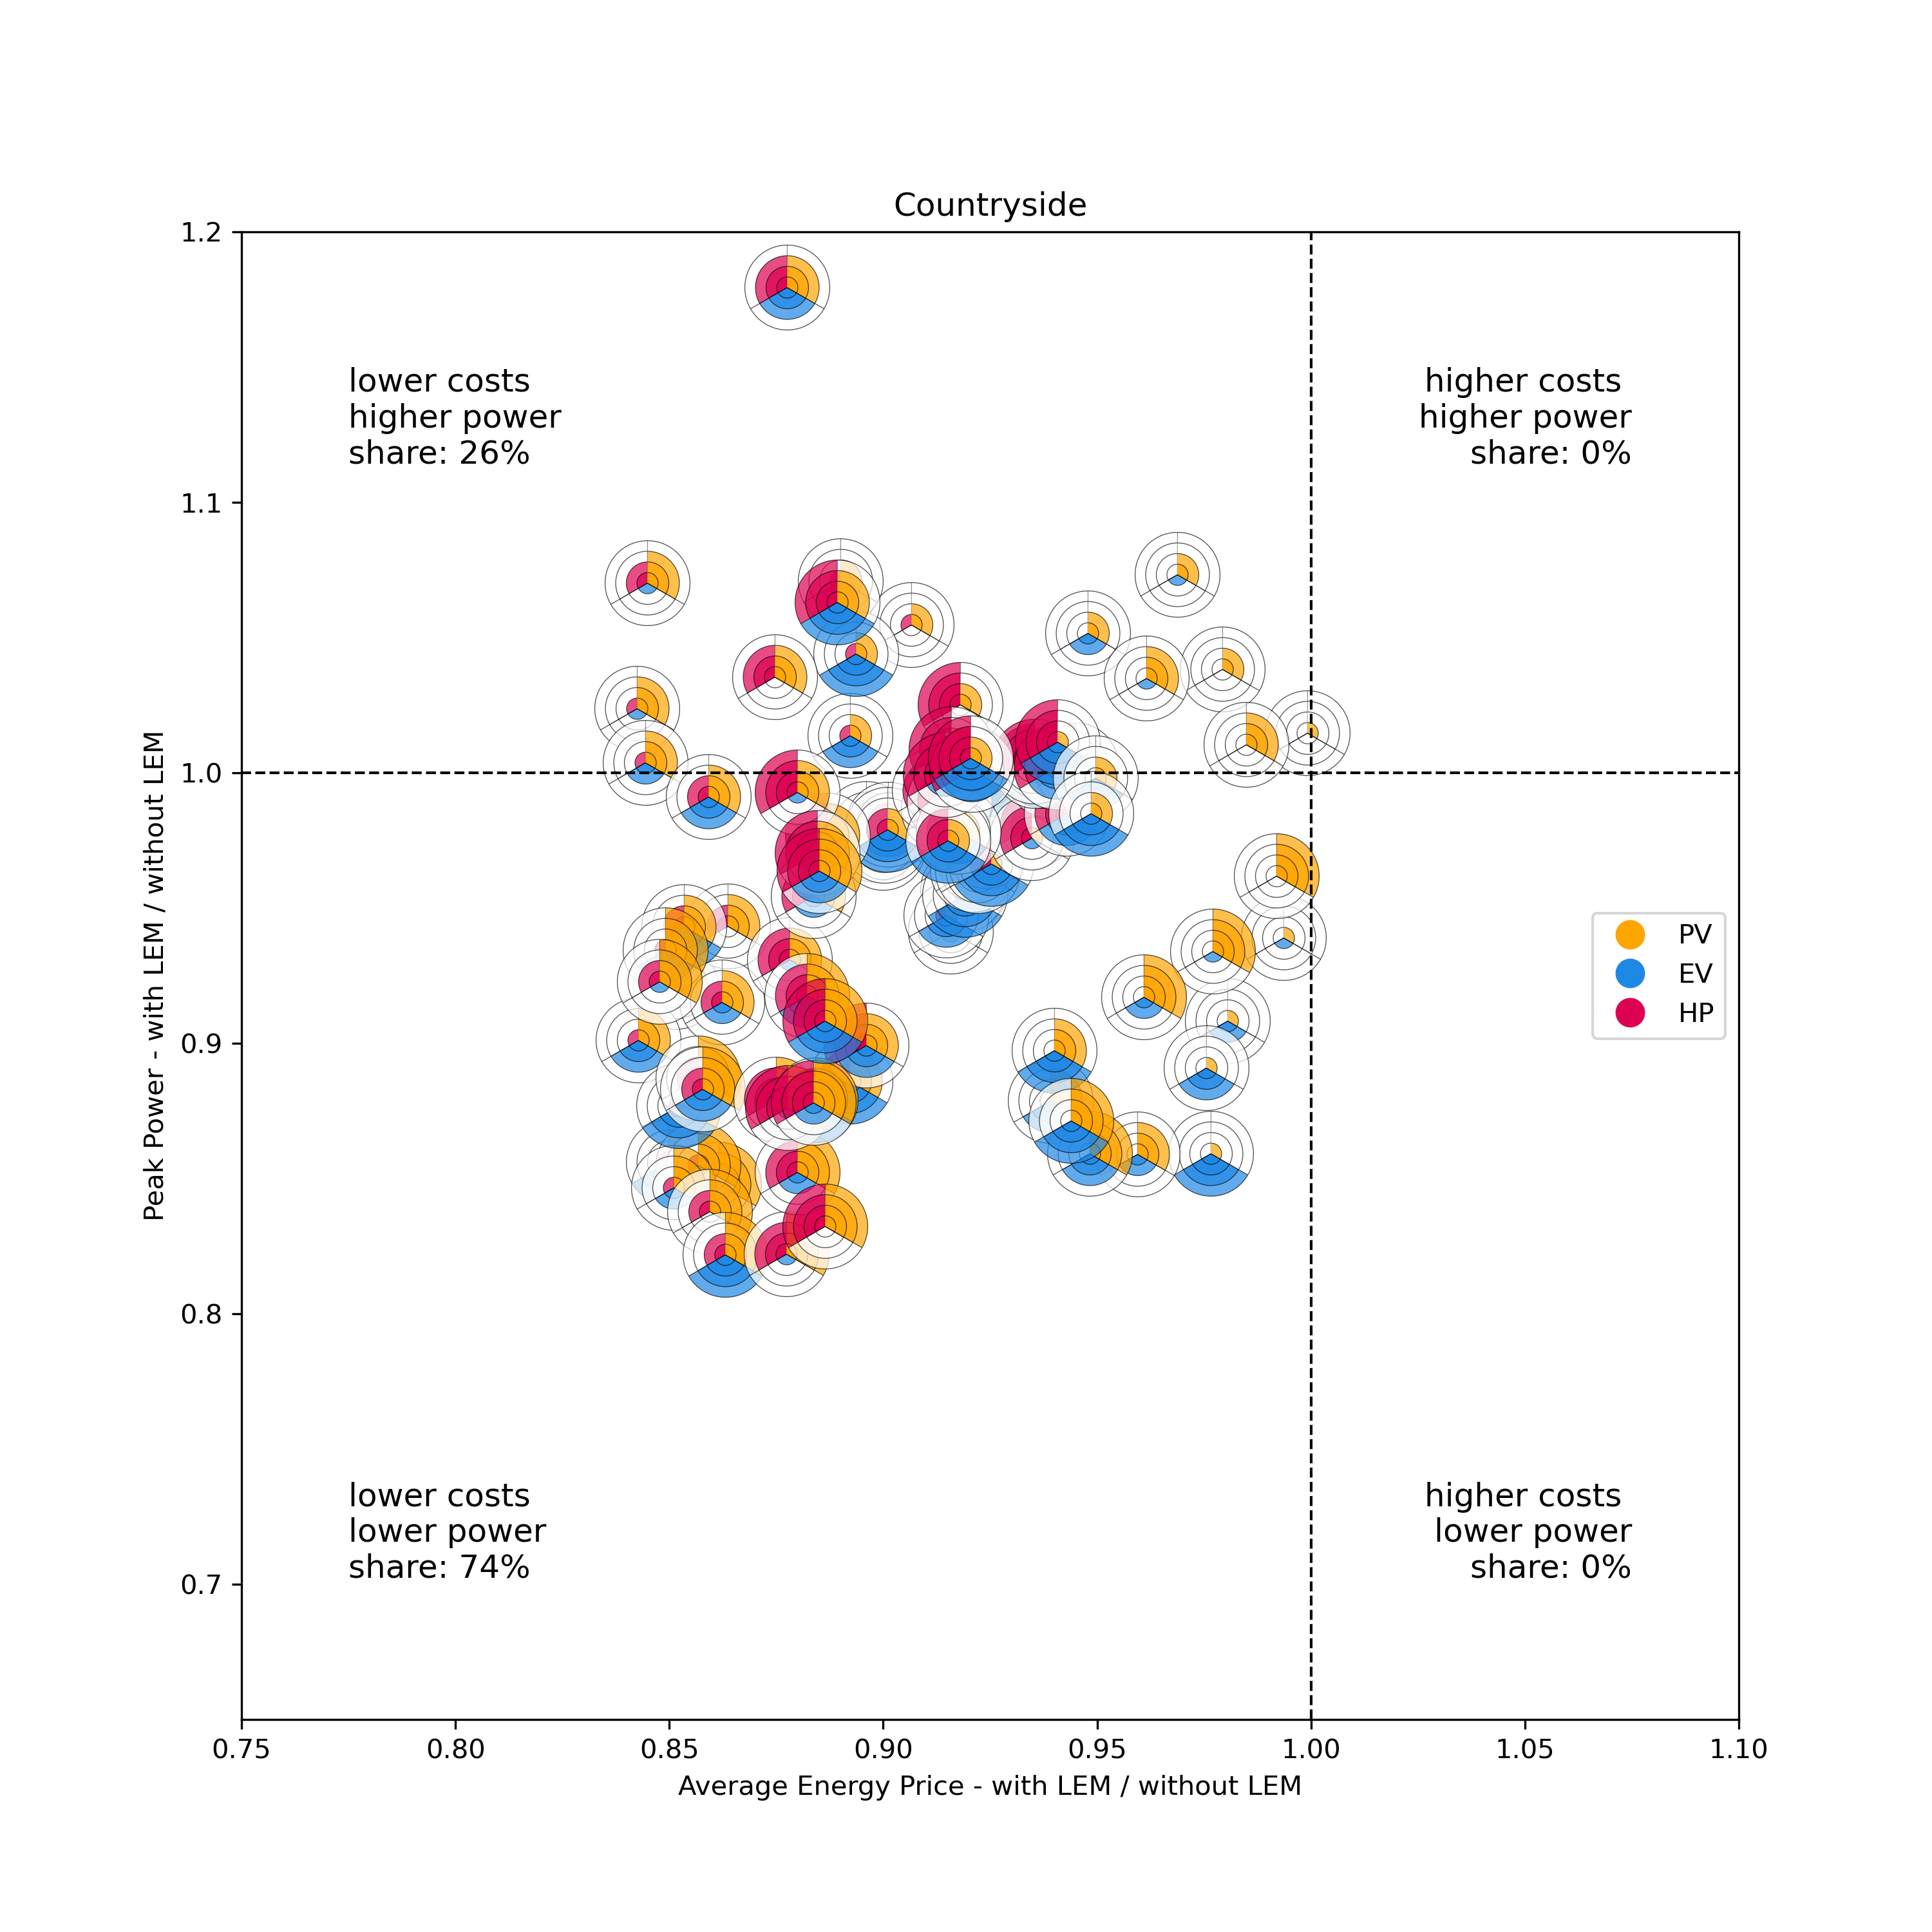 Countryside
1.2
lower costs
higher power
share: 26%
higher costs
higher power
share: 0%
1.1
1.0
PV
EV
HP
0.9
0.8
lower costs
lower power
share: 74%
higher costs
lower power
share: 0%
0.7
Peak Power - with LEM / without LEM
0.75 0.80 0.85 0.90 0.95 1.00 1.05 1.10
Average Energy Price - with LEM / without LEM